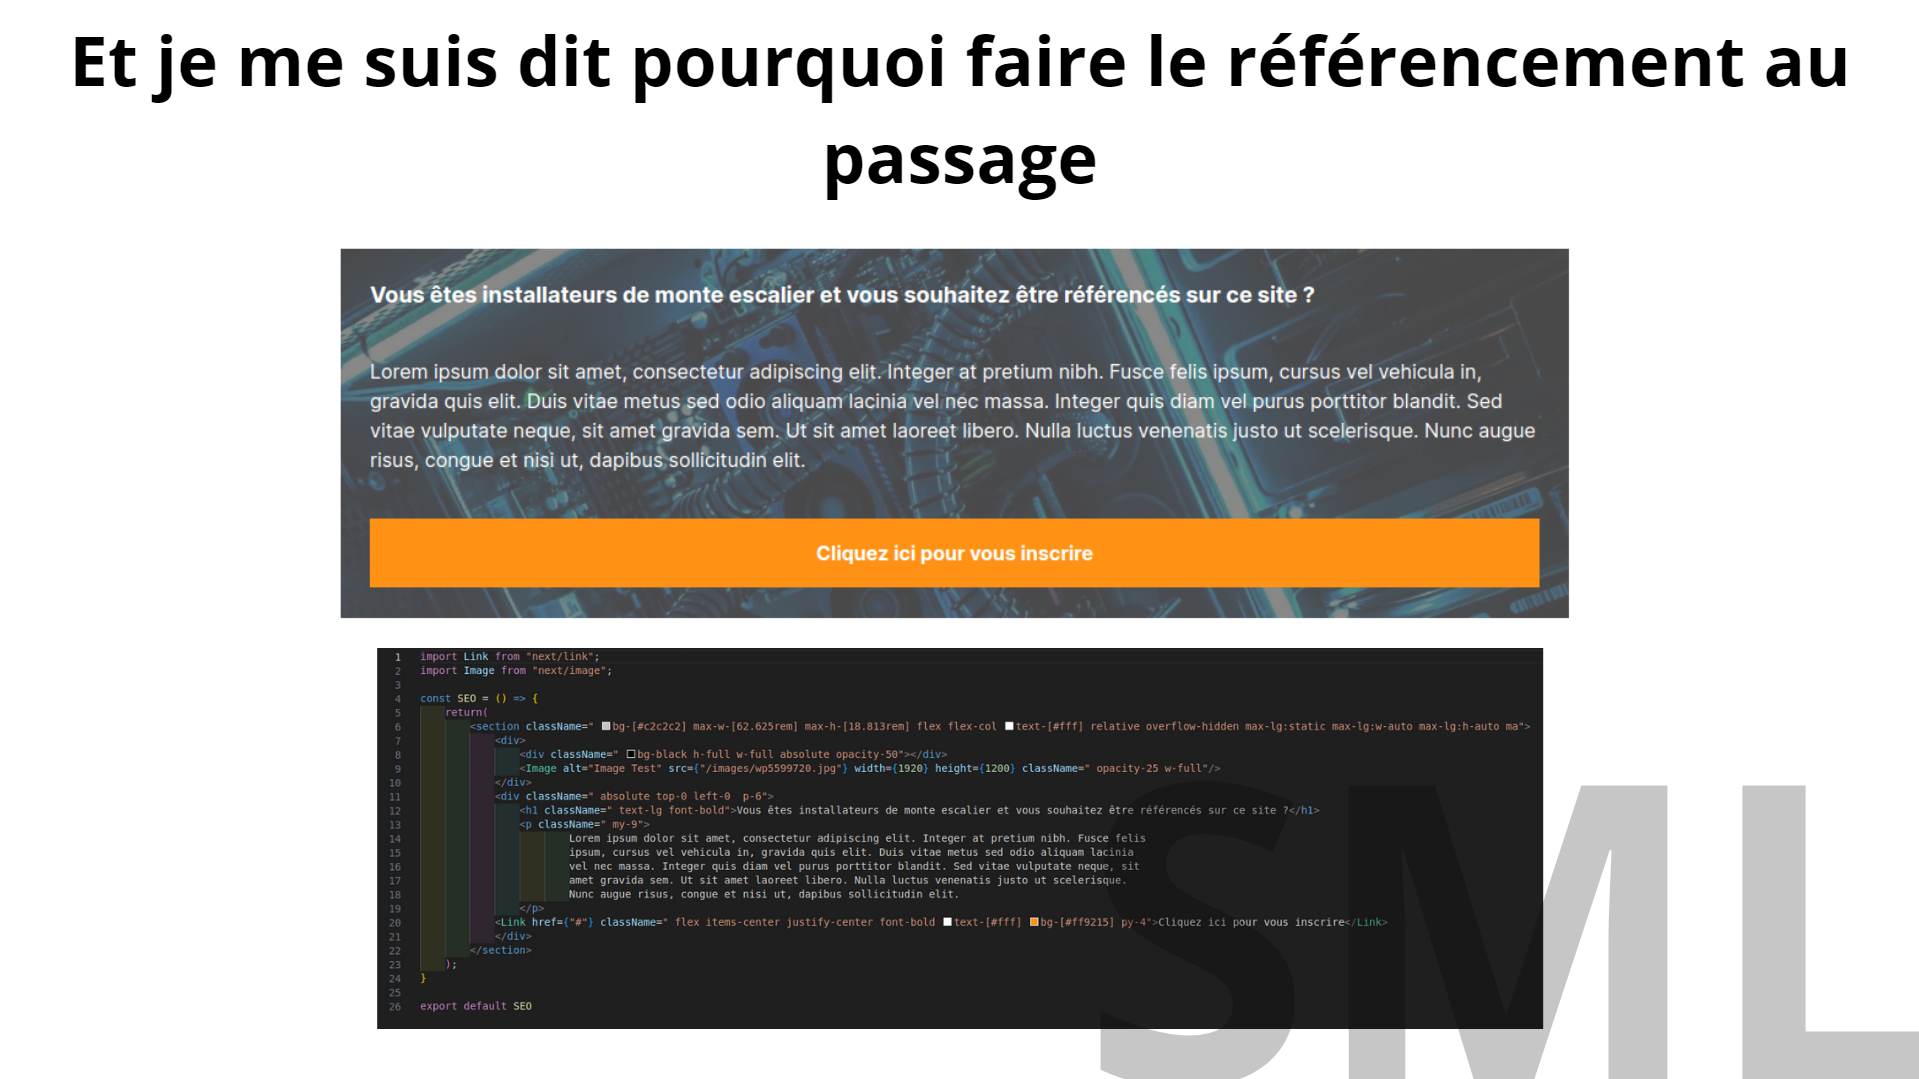 Et je me suis dit pourquoi faire le référencement au
passage
Vous êtes installateurs de monte escalier et vous souhaitez être référencés sur ce site ?
Lorem ipsum dolor sit amet, consectetur adipiscing elit. Integer at pretium nibh. Fusce felis ipsum, cursus vel vehicula in,
gravida quis elit. Duis vitae metus sed odio aliquam lacinia vel nec massa. Integer quis diam vel purus porttitor blandit. Sed
vitae vulputate neque, sit amet gravida sem. Ut sit amet laoreet libero. Nulla luctus venenatis justo ut scelerisque. Nunc augue
risus, congue et nisi ut, dapibus sollicitudin elit.
Cliquez ici pour vous inscrire
1 import Link from "next/link";
2 import Image from "next/image";
3
4 const SEO = () => {
5 return(
6 <section className=" bg-[#c2c2c2] max-w-[62.625rem] max-h-[18.813rem] flex flex-col text-[#fff] relative overflow-hidden max-lg:static max-lg:w-auto max-lg:h-auto ma">
7 <div>
8 <div className=" bg-black h-full w-full absolute opacity-50"></div>
9 <Image alt="Image Test" src={"/images/wp5599720.jpg"} width={1920} height={1200} className=" opacity-25 w-full"/>
10 </div>
11 <div className=" absolute top-0 left-0  p-6">
12 <h1 className=" text-lg font-bold">Vous êtes installateurs de monte escalier et vous souhaitez être référencés sur ce site ?</h1>
13 <p className=" my-9">
14 Lorem ipsum dolor sit amet, consectetur adipiscing elit. Integer at pretium nibh. Fusce felis
15 ipsum, cursus vel vehicula in, gravida quis elit. Duis vitae metus sed odio aliquam lacinia
16 vel nec massa. Integer quis diam vel purus porttitor blandit. Sed vitae vulputate neque, sit
17 amet gravida sem. Ut sit amet laoreet libero. Nulla luctus venenatis justo ut scelerisque.
18 Nunc augue risus, congue et nisi ut, dapibus sollicitudin elit.
19 </p>
20 <Link href={"#"} className=" flex items-center justify-center font-bold text-[#fff] bg-[#ff9215] py-4">Cliquez ici pour vous inscrire</Link>
21 </div>
22 </section>
23 );
24 }
25
26 export default SEO
SML